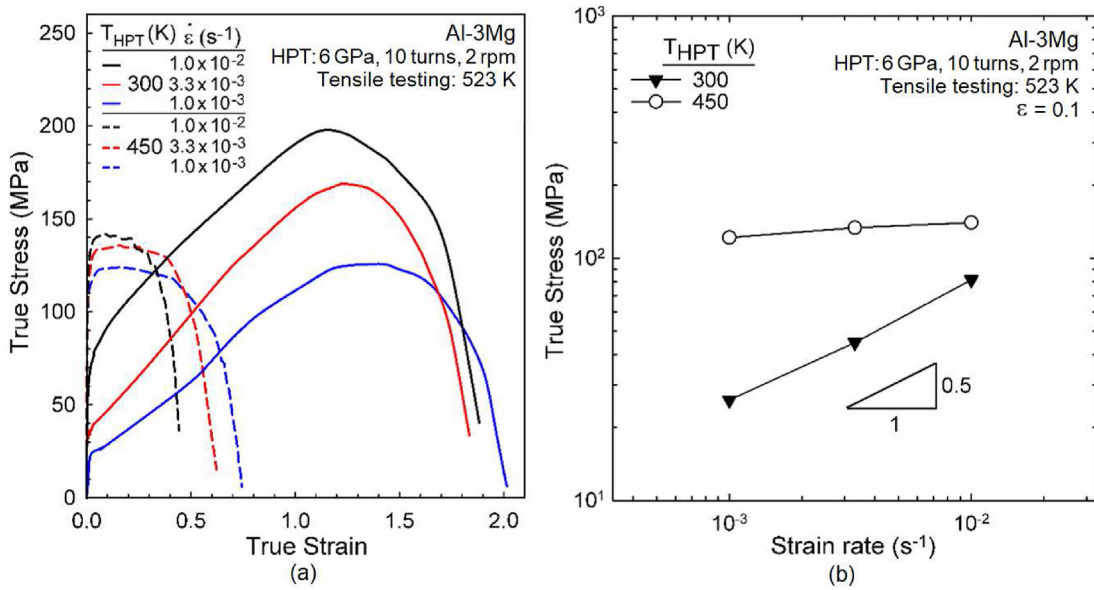 T_HPT (K) ε̇ (s⁻¹)
1.0 x 10⁻²
300 3.3 x 10⁻³
1.0 x 10⁻³
1.0 x 10⁻²
450 3.3 x 10⁻³
1.0 x 10⁻³
Al-3Mg
HPT: 6 GPa, 10 turns, 2 rpm
Tensile testing: 523 K
250
200
150
100
50
0
True Stress (MPa)
0.0 0.5 1.0 1.5 2.0
True Strain
(a)
T_HPT (K)
300
450
Al-3Mg
HPT: 6 GPa, 10 turns, 2 rpm
Tensile testing: 523 K
ε = 0.1
10³
10²
10¹
True Stress (MPa)
0.5
1
10⁻³ 10⁻²
Strain rate (s⁻¹)
(b)